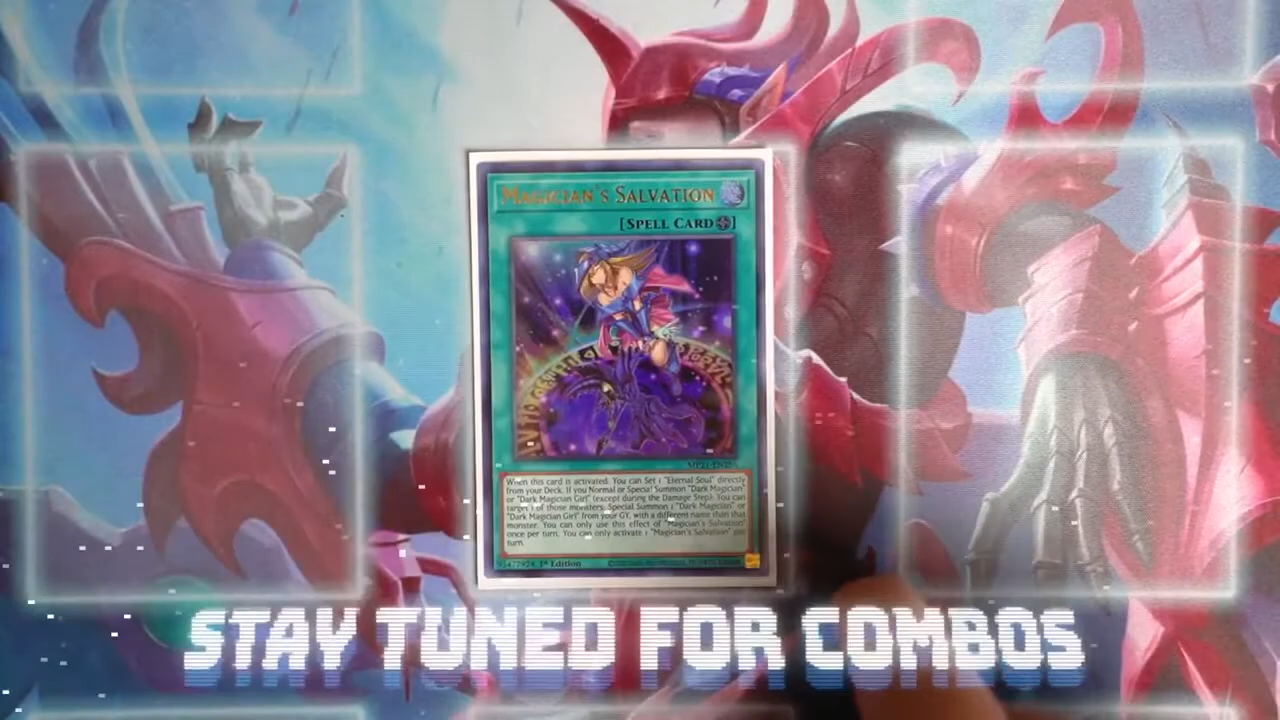 MAGICIAN'S SALVATION
[SPELL CARD]
When this card is activated: You can Set 1 "Eternal Soul" directly
from your Deck. If you Normal or Special Summon "Dark Magician"
or "Dark Magician Girl" (except during the Damage Step): You can
target 1 of those monsters; Special Summon 1 "Dark Magician" or
"Dark Magician Girl" from your GY, with a different name than that
monster. You can only use this effect of "Magician's Salvation"
once per turn. You can only activate 1 "Magician's Salvation" per
turn.
1st Edition
STAY TUNED FOR COMBOS